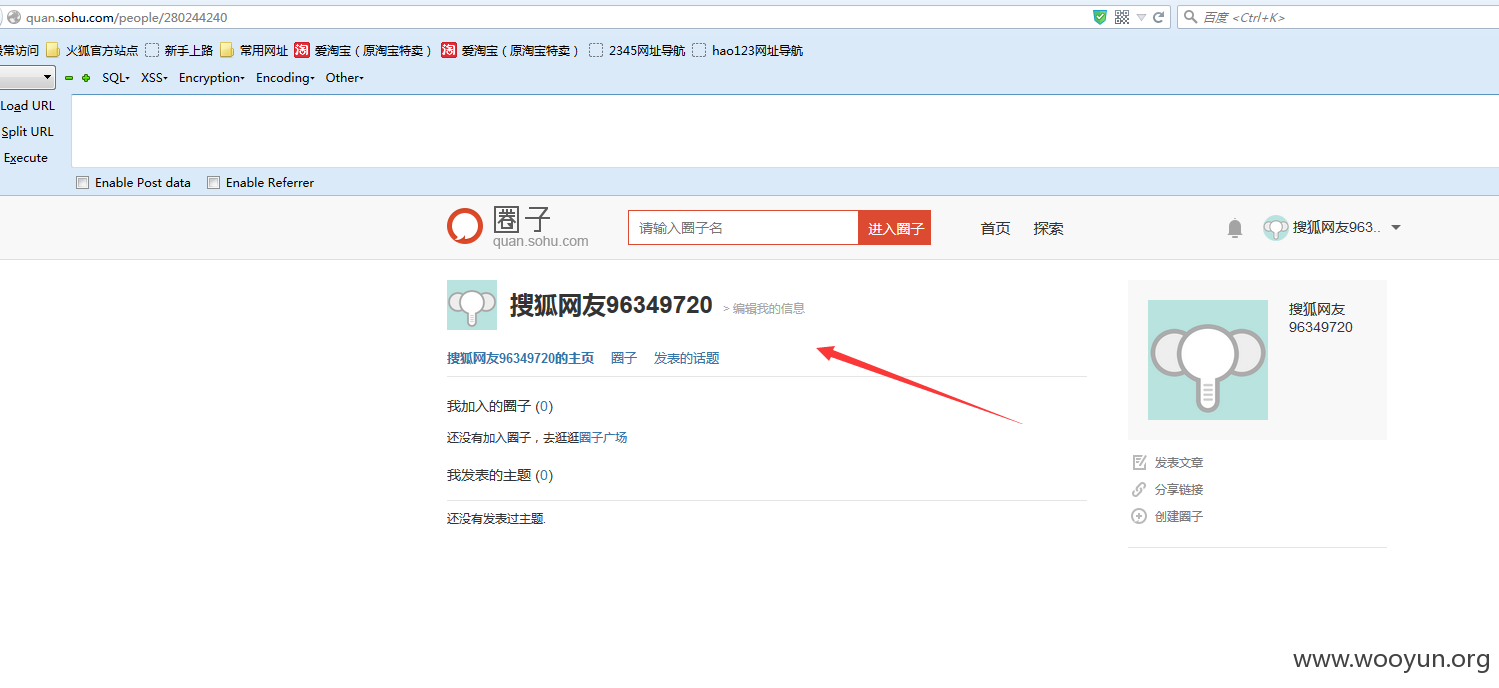 quan.sohu.com/people/280244240
百度 <Ctrl+K>
常访问 火狐官方站点 新手上路 常用网址 淘 爱淘宝（原淘宝特卖） 淘 爱淘宝（原淘宝特卖） 2345网址导航 hao123网址导航
SQL XSS Encryption Encoding Other
Load URL
Split URL
Execute
Enable Post data Enable Referrer
圈子
quan.sohu.com
请输入圈子名 进入圈子
首页 探索
搜狐网友963..
搜狐网友96349720 > 编辑我的信息
搜狐网友96349720的主页 圈子 发表的话题
我加入的圈子 (0)
还没有加入圈子，去逛逛圈子广场
我发表的主题 (0)
还没有发表过主题.
搜狐网友
96349720
发表文章
分享链接
创建圈子
www.wooyun.org